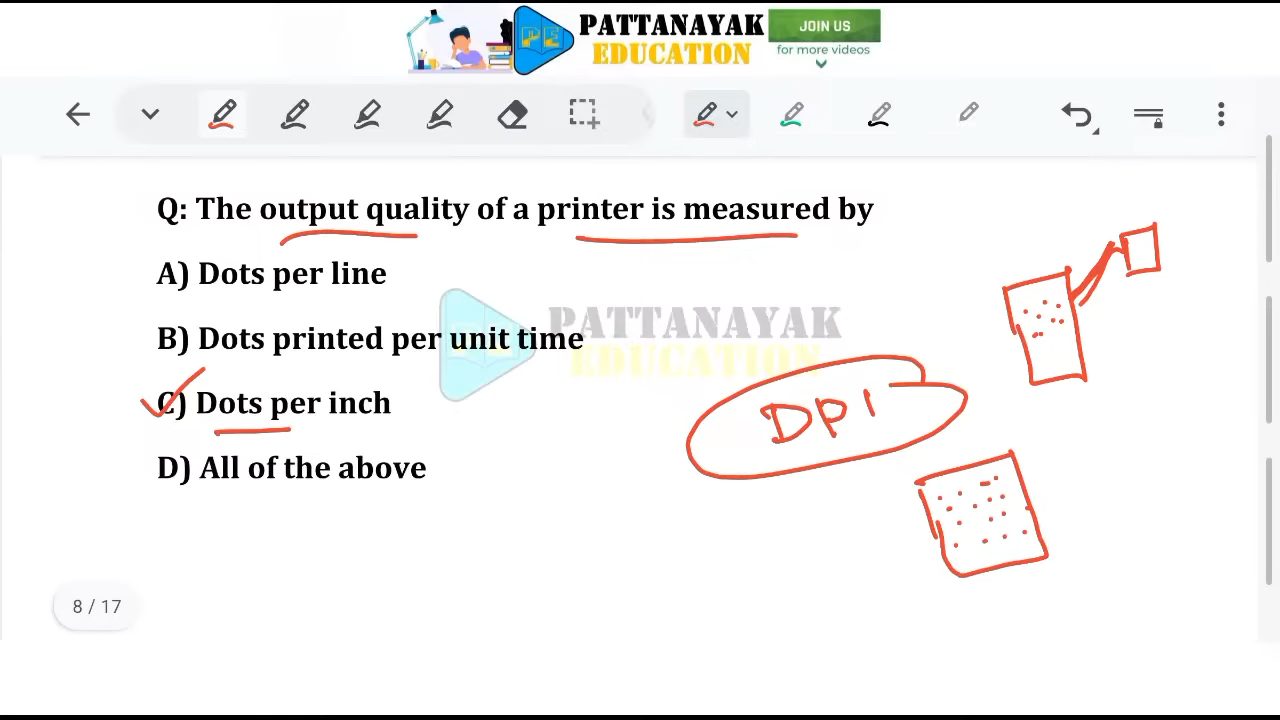 PATTANAYAK
EDUCATION
PE
JOIN US
for more videos
Q: The output quality of a printer is measured by
A) Dots per line
B) Dots printed per unit time
C) Dots per inch
D) All of the above
PATTANAYAK
EDUCATION
DPI
8 / 17